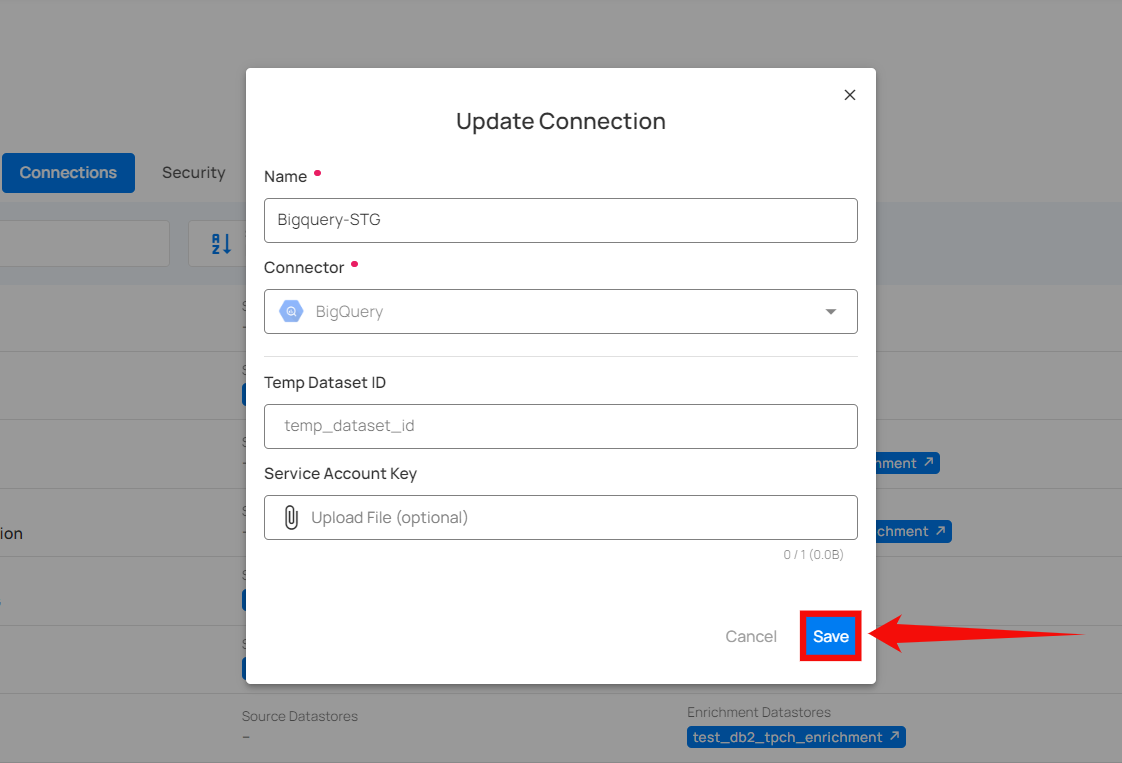 Update Connection
Connections
Security
Name
Bigquery-STG
Connector
BigQuery
Temp Dataset ID
temp_dataset_id
nment
Service Account Key
Upload File (optional)
ion
chment
0 / 1 (0.0B)
Cancel
Save
Source Datastores
Enrichment Datastores
–
test_db2_tpch_enrichment